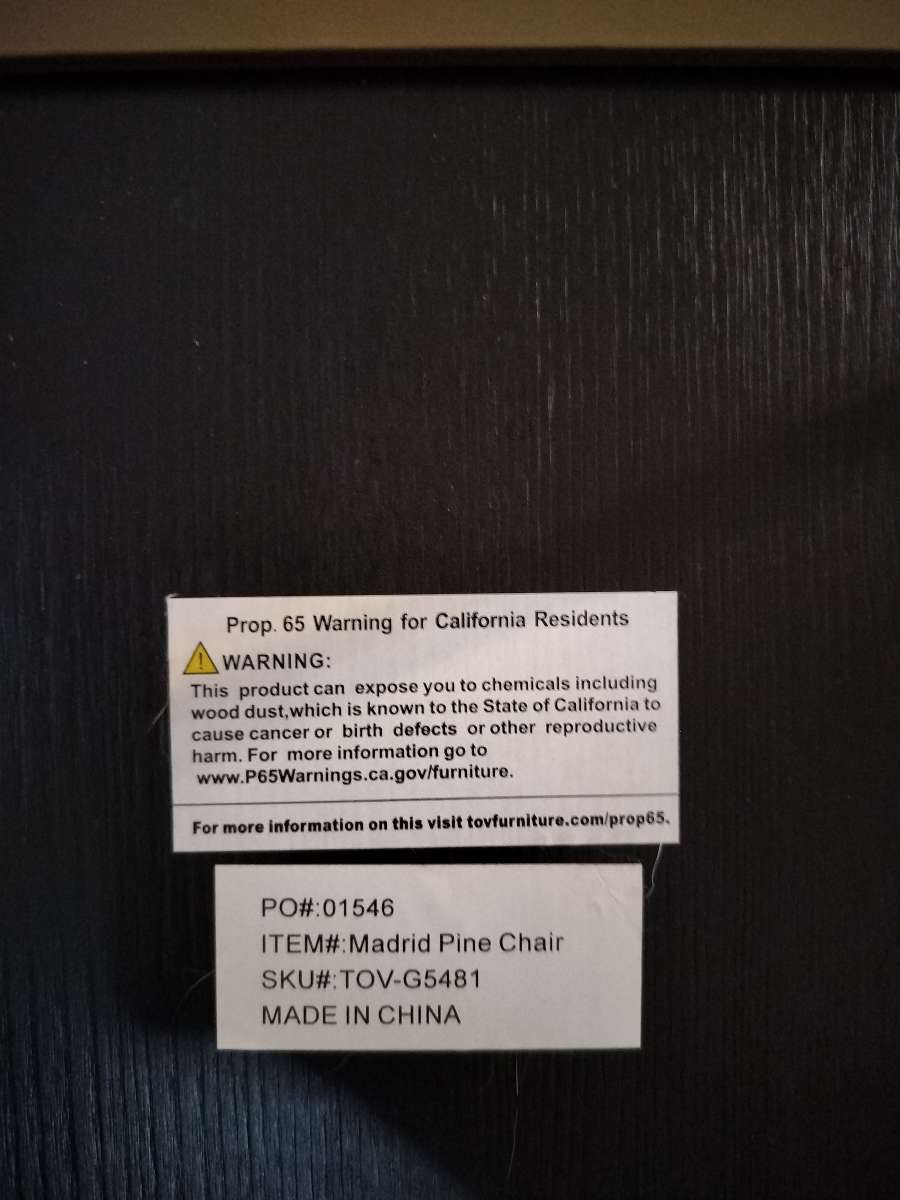 Prop. 65 Warning for California Residents
WARNING:
This product can expose you to chemicals including
wood dust,which is known to the State of California to
cause cancer or birth defects or other reproductive
harm. For more information go to
www.P65Warnings.ca.gov/furniture.
For more information on this visit tovfurniture.com/prop65.
PO#:01546
ITEM#:Madrid Pine Chair
SKU#:TOV-G5481
MADE IN CHINA